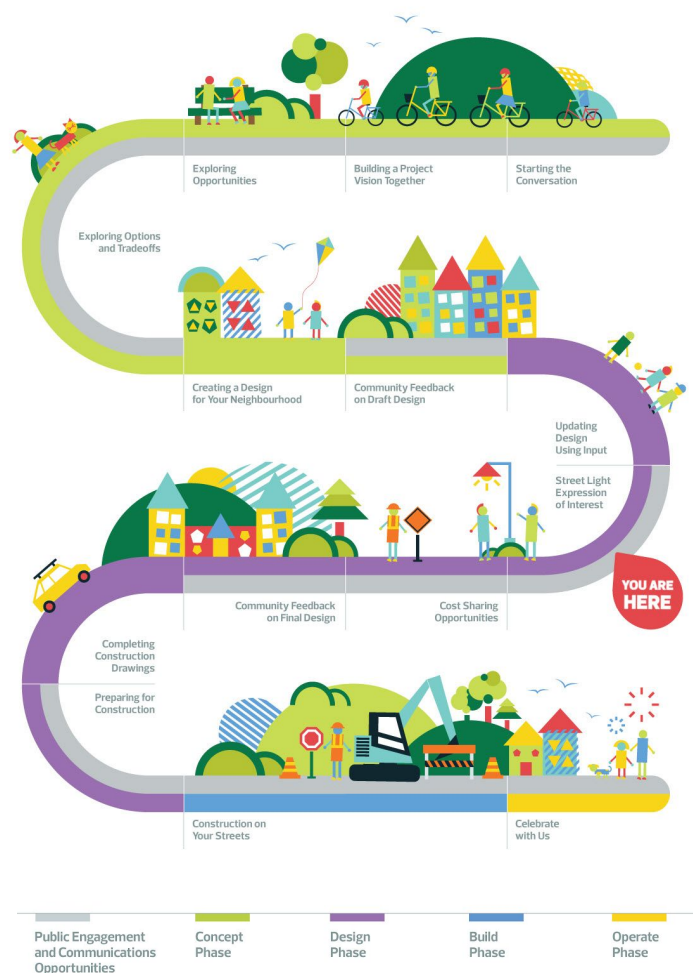 Exploring
Opportunities
Building a Project
Vision Together
Starting the
Conversation
Exploring Options
and Tradeoffs
Creating a Design
for Your Neighbourhood
Community Feedback
on Draft Design
Updating
Design
Using Input
Street Light
Expression
of Interest
YOU ARE
HERE
Community Feedback
on Final Design
Cost Sharing
Opportunities
Completing
Construction
Drawings
Preparing for
Construction
Construction on
Your Streets
Celebrate
with Us
Public Engagement
and Communications
Opportunities
Concept
Phase
Design
Phase
Build
Phase
Operate
Phase